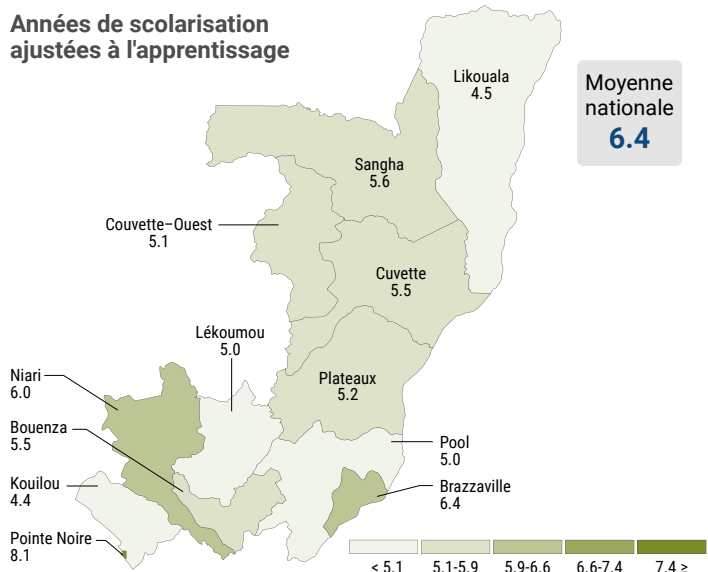 Années de scolarisation
ajustées à l'apprentissage
Moyenne
nationale
6.4
Likouala
4.5
Sangha
5.6
Couvette–Ouest
5.1
Cuvette
5.5
Lékoumou
5.0
Plateaux
5.2
Niari
6.0
Bouenza
5.5
Pool
5.0
Kouilou
4.4
Brazzaville
6.4
Pointe Noire
8.1
< 5.1
5.1-5.9
5.9-6.6
6.6-7.4
7.4 ≥